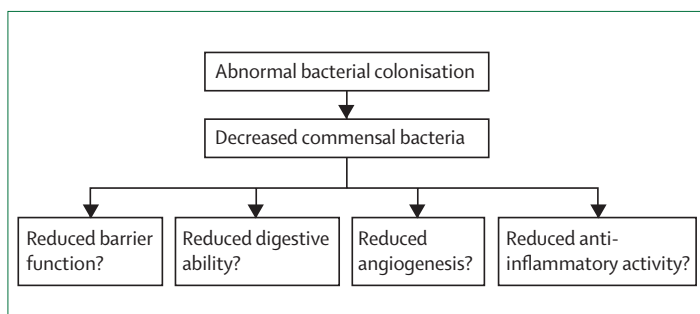 Abnormal bacterial colonisation
Decreased commensal bacteria
Reduced barrier
function?
Reduced digestive
ability?
Reduced
angiogenesis?
Reduced anti-
inflammatory activity?